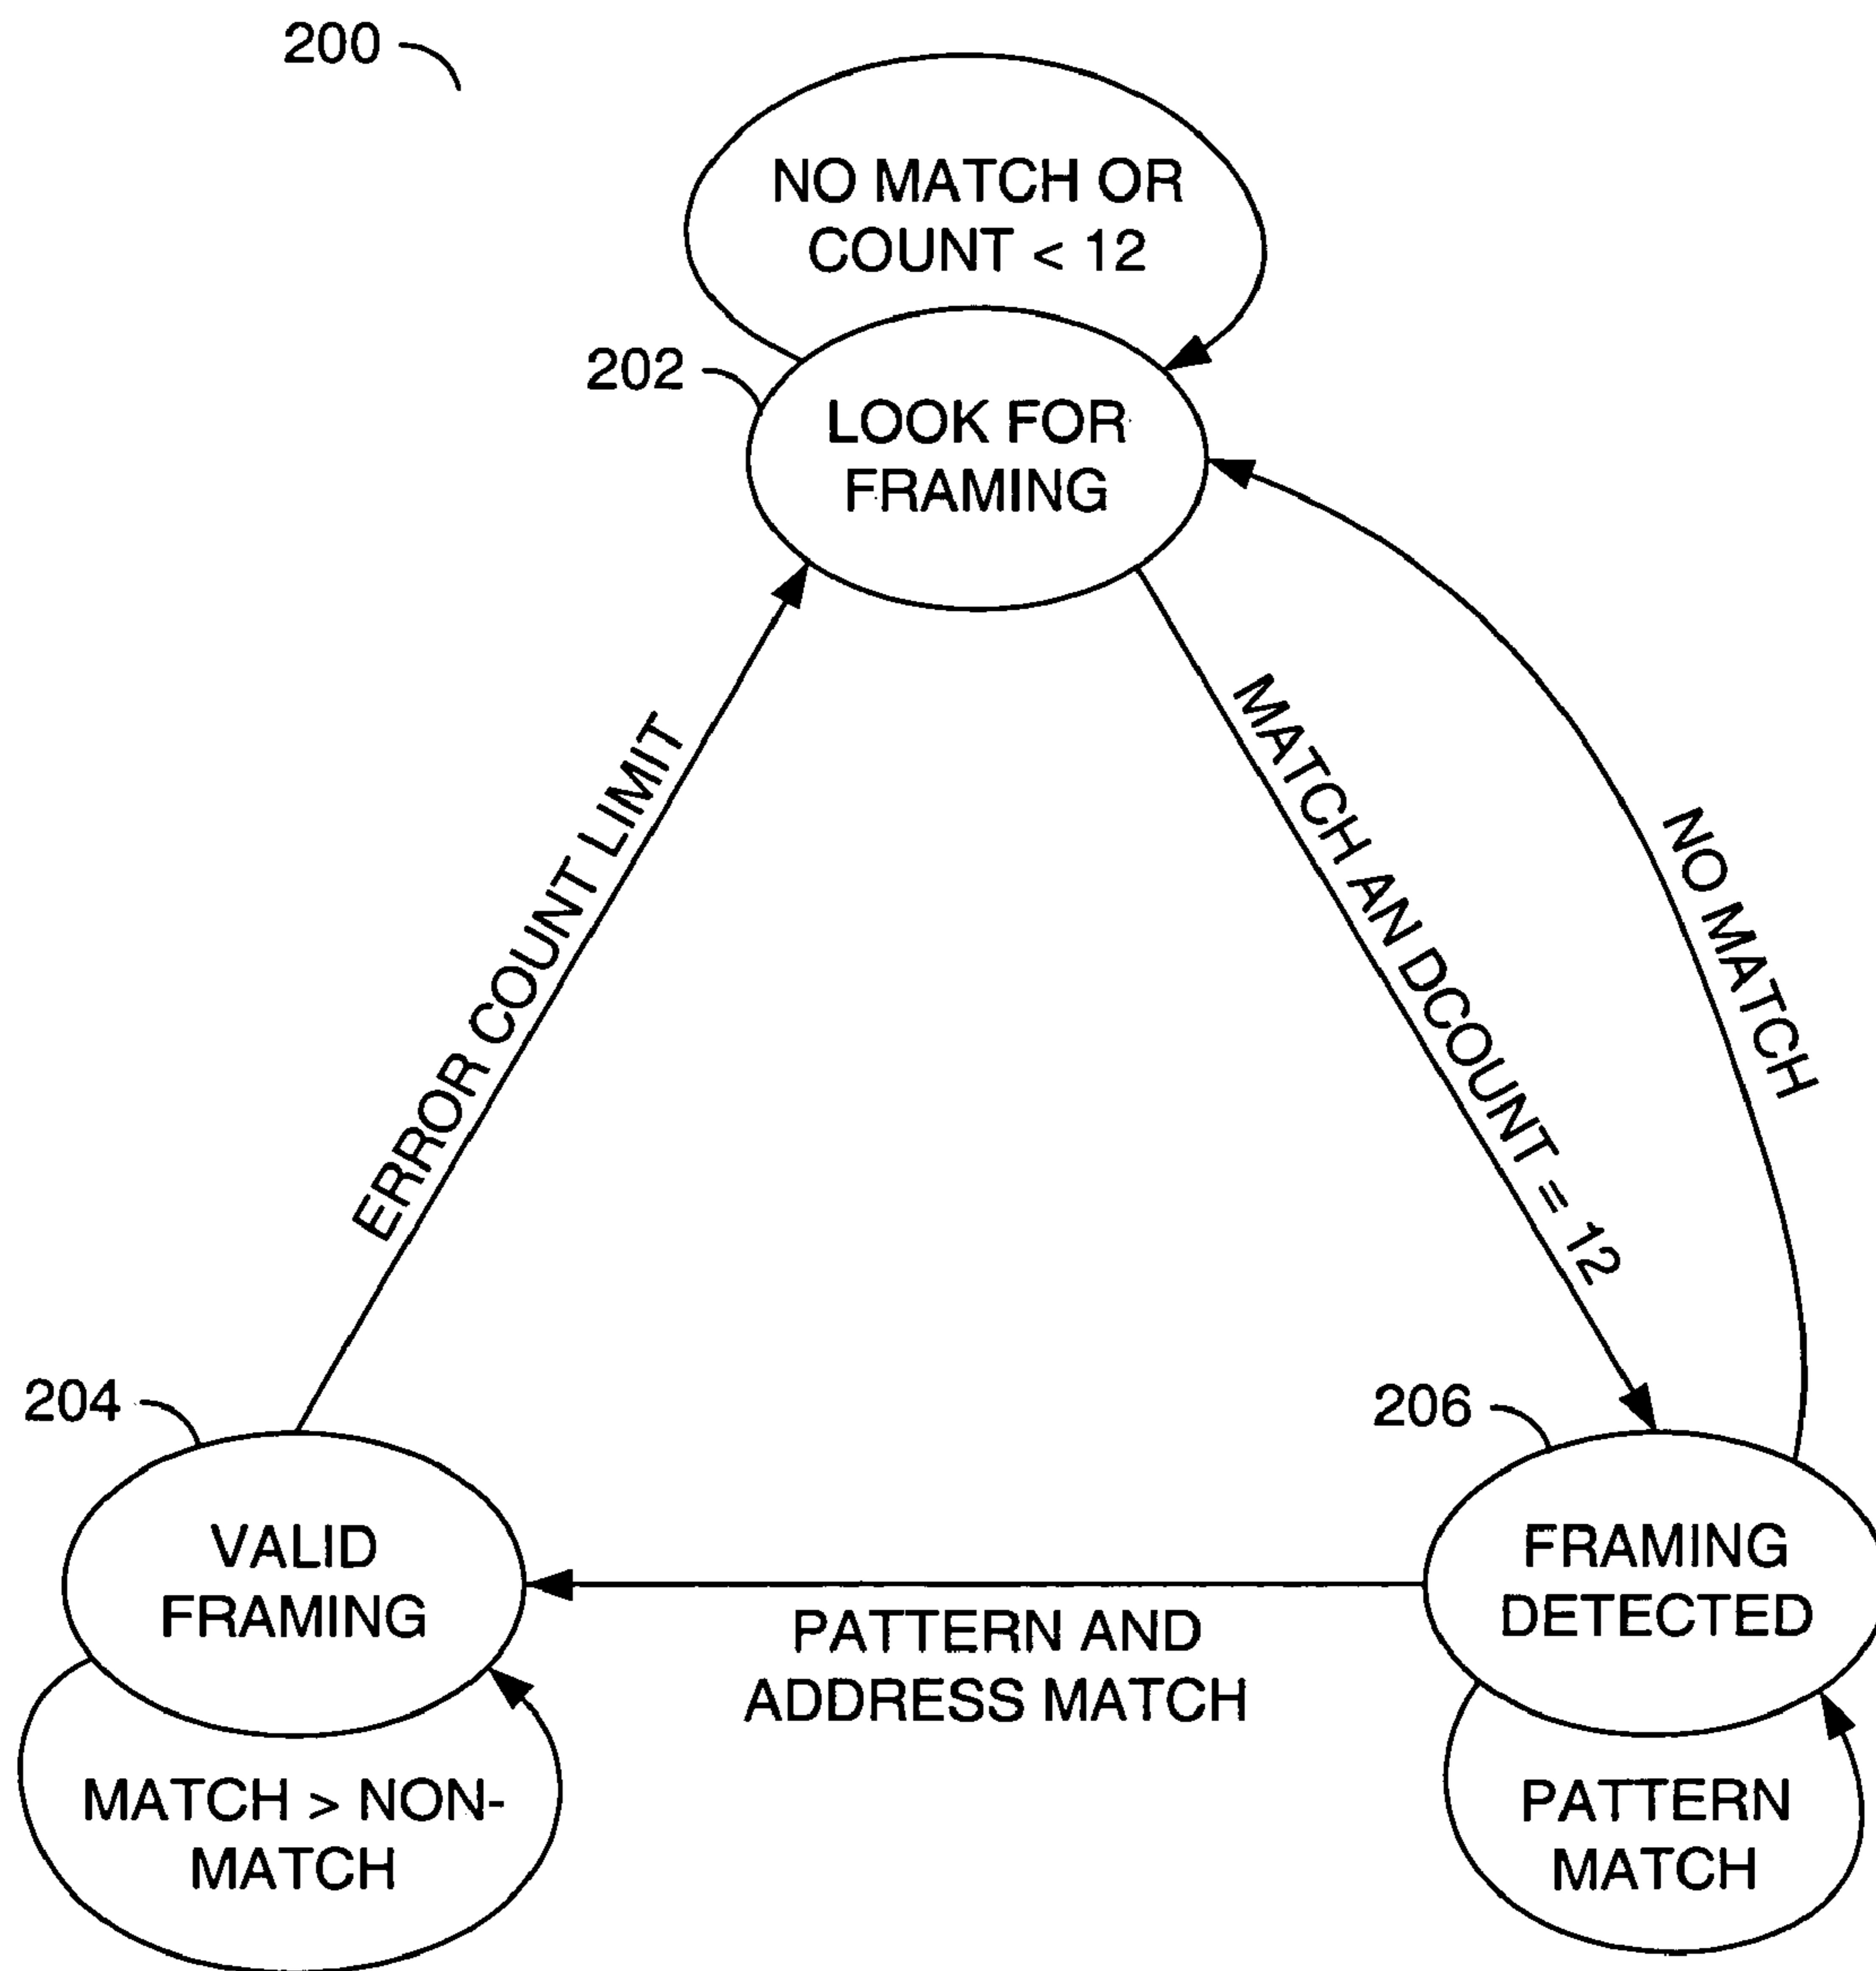 200
NO MATCH OR
COUNT < 12
202
LOOK FOR
FRAMING
ERROR COUNT LIMIT
MATCH AN DCOUNT = 12
NO MATCH
204
VALID
FRAMING
206
FRAMING
DETECTED
PATTERN AND
ADDRESS MATCH
MATCH > NON-
MATCH
PATTERN
MATCH